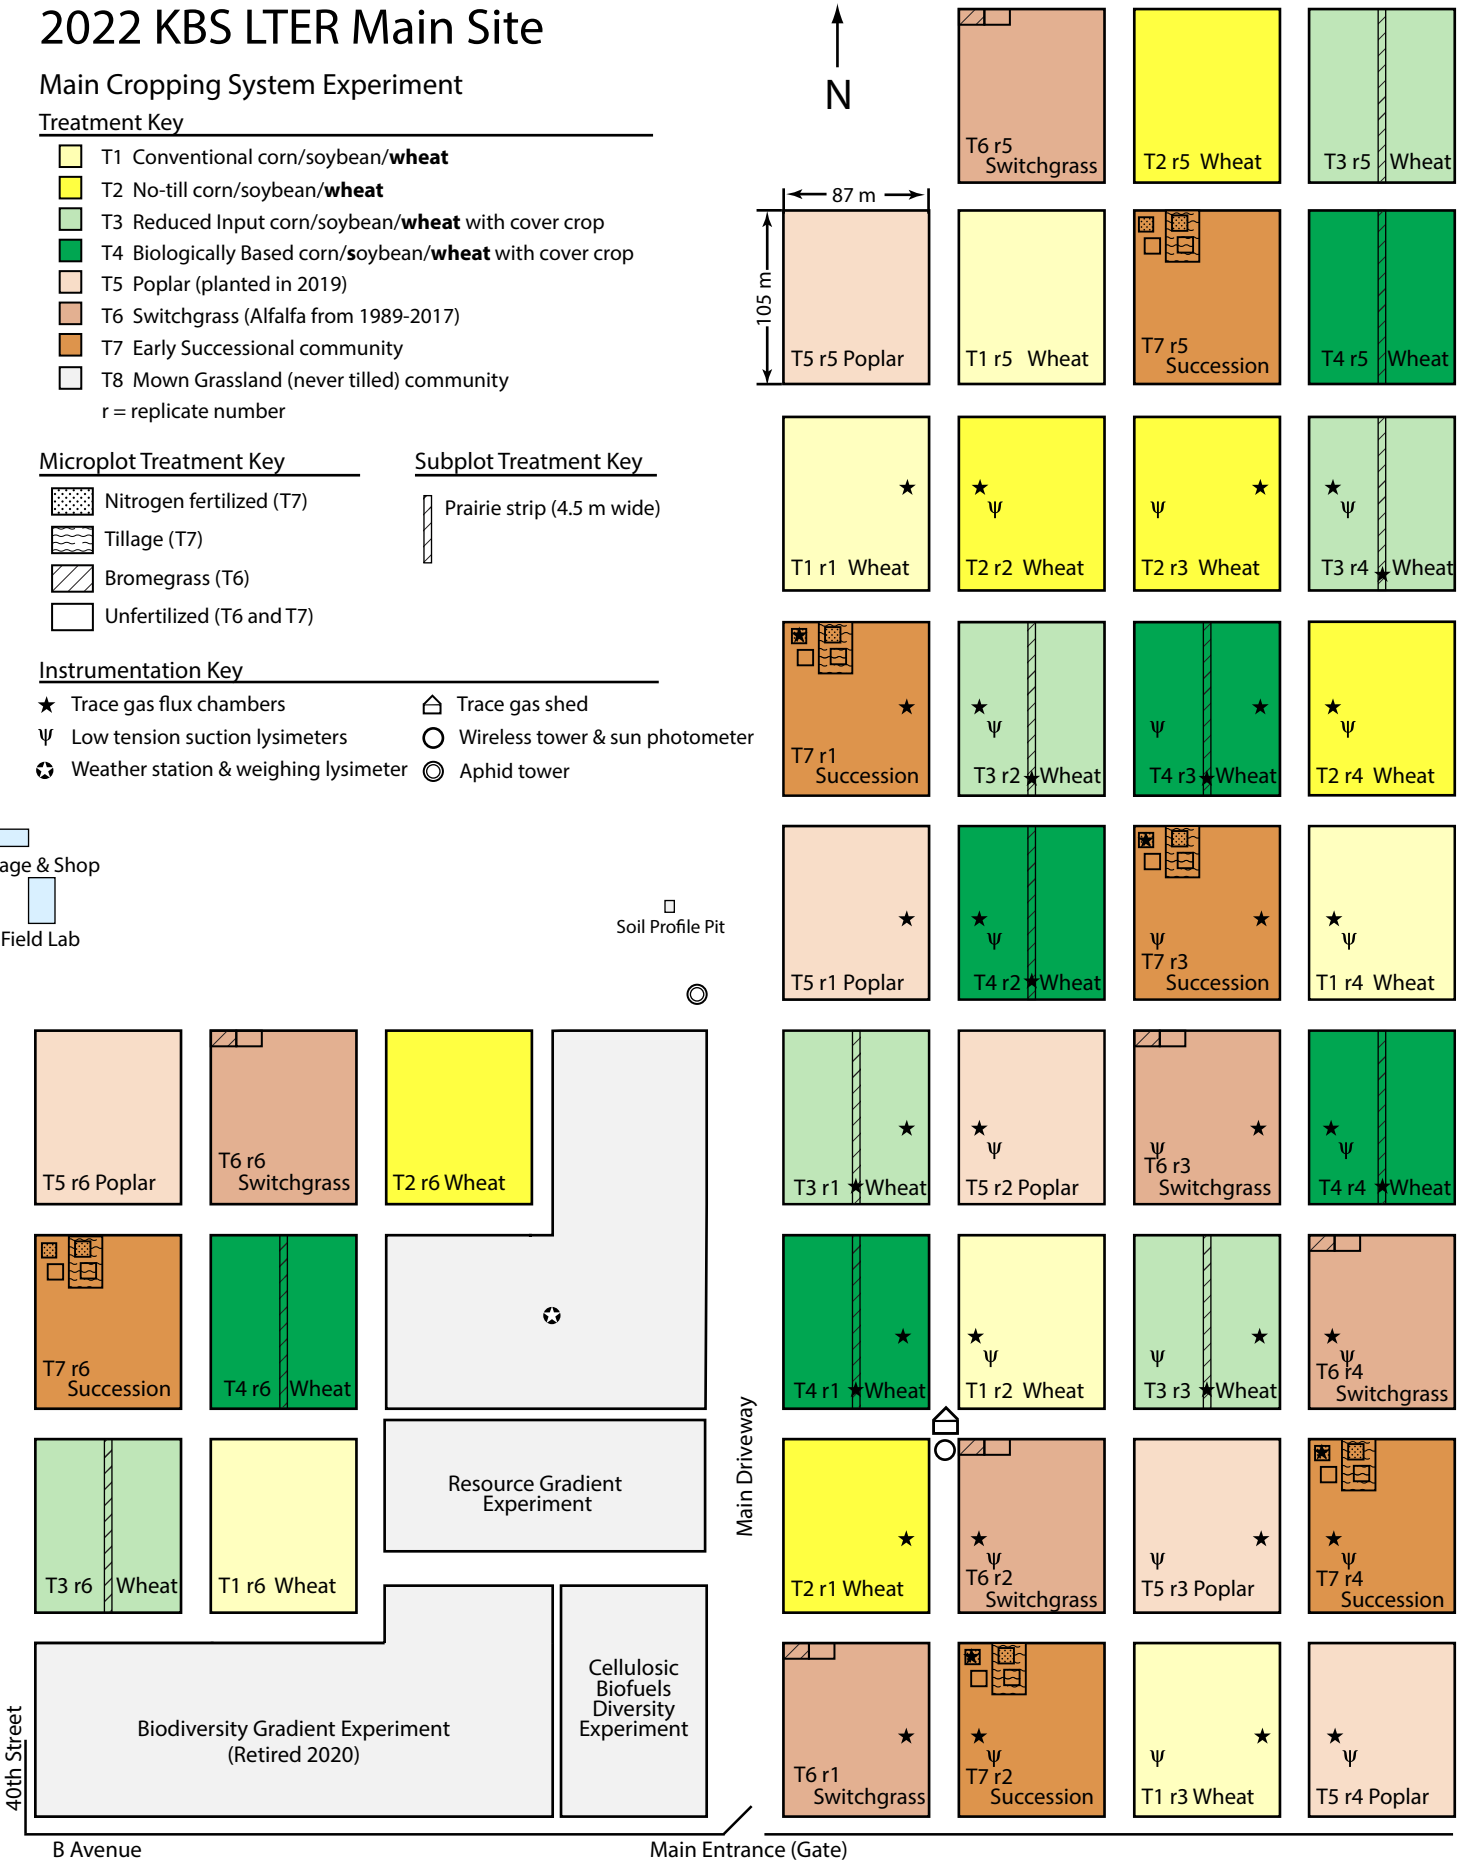 2022 KBS LTER Main Site
Main Cropping System Experiment
Treatment Key
T1 Conventional corn/soybean/wheat
T2 No-till corn/soybean/wheat
T3 Reduced Input corn/soybean/wheat with cover crop
T4 Biologically Based corn/soybean/wheat with cover crop
T5 Poplar (planted in 2019)
T6 Switchgrass (Alfalfa from 1989-2017)
T7 Early Successional community
T8 Mown Grassland (never tilled) community
r = replicate number
Microplot Treatment Key
Nitrogen fertilized (T7)
Tillage (T7)
Bromegrass (T6)
Unfertilized (T6 and T7)
Subplot Treatment Key
Prairie strip (4.5 m wide)
Instrumentation Key
Trace gas flux chambers
Low tension suction lysimeters
Weather station & weighing lysimeter
Trace gas shed
Wireless tower & sun photometer
Aphid tower
N
87 m
105 m
T6 r5
Switchgrass
T2 r5 Wheat
T3 r5 Wheat
T5 r5 Poplar
T1 r5 Wheat
T7 r5
Succession
T4 r5 Wheat
T1 r1 Wheat
T2 r2 Wheat
T2 r3 Wheat
T3 r4 Wheat
T7 r1
Succession
T3 r2 Wheat
T4 r3 Wheat
T2 r4 Wheat
age & Shop
Field Lab
Soil Profile Pit
T5 r1 Poplar
T4 r2 Wheat
T7 r3
Succession
T1 r4 Wheat
T5 r6 Poplar
T6 r6
Switchgrass
T2 r6 Wheat
T3 r1 Wheat
T5 r2 Poplar
T6 r3
Switchgrass
T4 r4 Wheat
T7 r6
Succession
T4 r6 Wheat
T4 r1 Wheat
T1 r2 Wheat
T3 r3 Wheat
T6 r4
Switchgrass
T3 r6 Wheat
T1 r6 Wheat
Resource Gradient
Experiment
Main Driveway
T2 r1 Wheat
T6 r2
Switchgrass
T5 r3 Poplar
T7 r4
Succession
Biodiversity Gradient Experiment
(Retired 2020)
Cellulosic
Biofuels
Diversity
Experiment
T6 r1
Switchgrass
T7 r2
Succession
T1 r3 Wheat
T5 r4 Poplar
40th Street
B Avenue
Main Entrance (Gate)